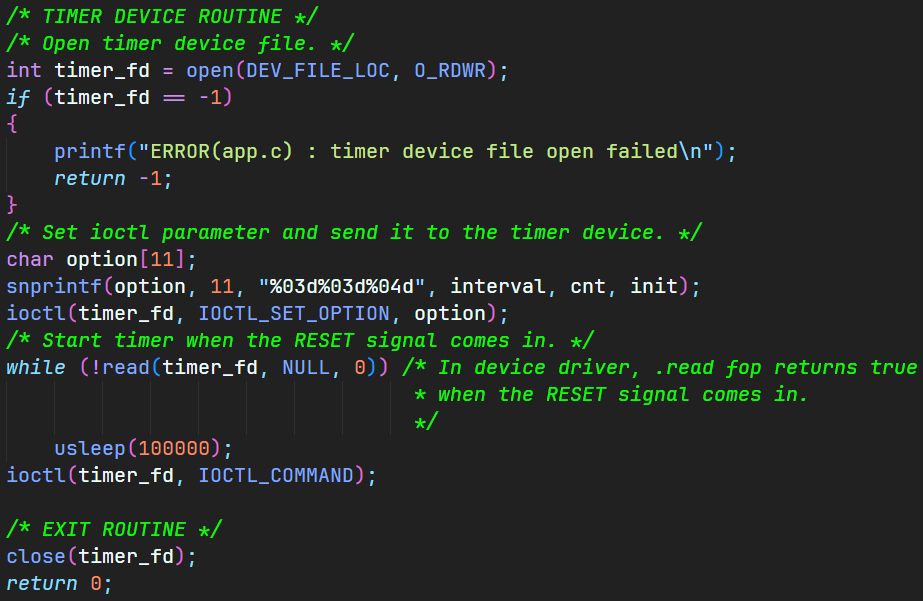 /* TIMER DEVICE ROUTINE */
/* Open timer device file. */
int timer_fd = open(DEV_FILE_LOC, O_RDWR);
if (timer_fd == -1)
{
    printf("ERROR(app.c) : timer device file open failed\n");
    return -1;
}
/* Set ioctl parameter and send it to the timer device. */
char option[11];
snprintf(option, 11, "%03d%03d%04d", interval, cnt, init);
ioctl(timer_fd, IOCTL_SET_OPTION, option);
/* Start timer when the RESET signal comes in. */
while (!read(timer_fd, NULL, 0)) /* In device driver, .read fop returns true
                                  * when the RESET signal comes in.
                                  */
    usleep(100000);
ioctl(timer_fd, IOCTL_COMMAND);

/* EXIT ROUTINE */
close(timer_fd);
return 0;